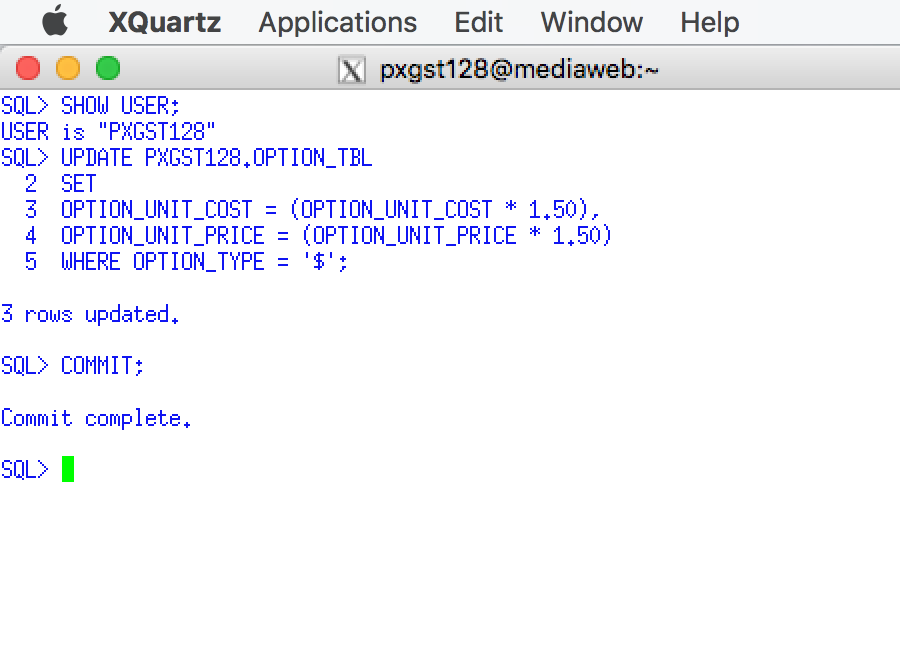 XQuartz Applications Edit Window Help
X pxgst128@mediaweb:~
SQL> SHOW USER;
USER is "PXGST128"
SQL> UPDATE PXGST128.OPTION_TBL
  2  SET
  3  OPTION_UNIT_COST = (OPTION_UNIT_COST * 1.50),
  4  OPTION_UNIT_PRICE = (OPTION_UNIT_PRICE * 1.50)
  5  WHERE OPTION_TYPE = '$';
3 rows updated.
SQL> COMMIT;
Commit complete.
SQL>